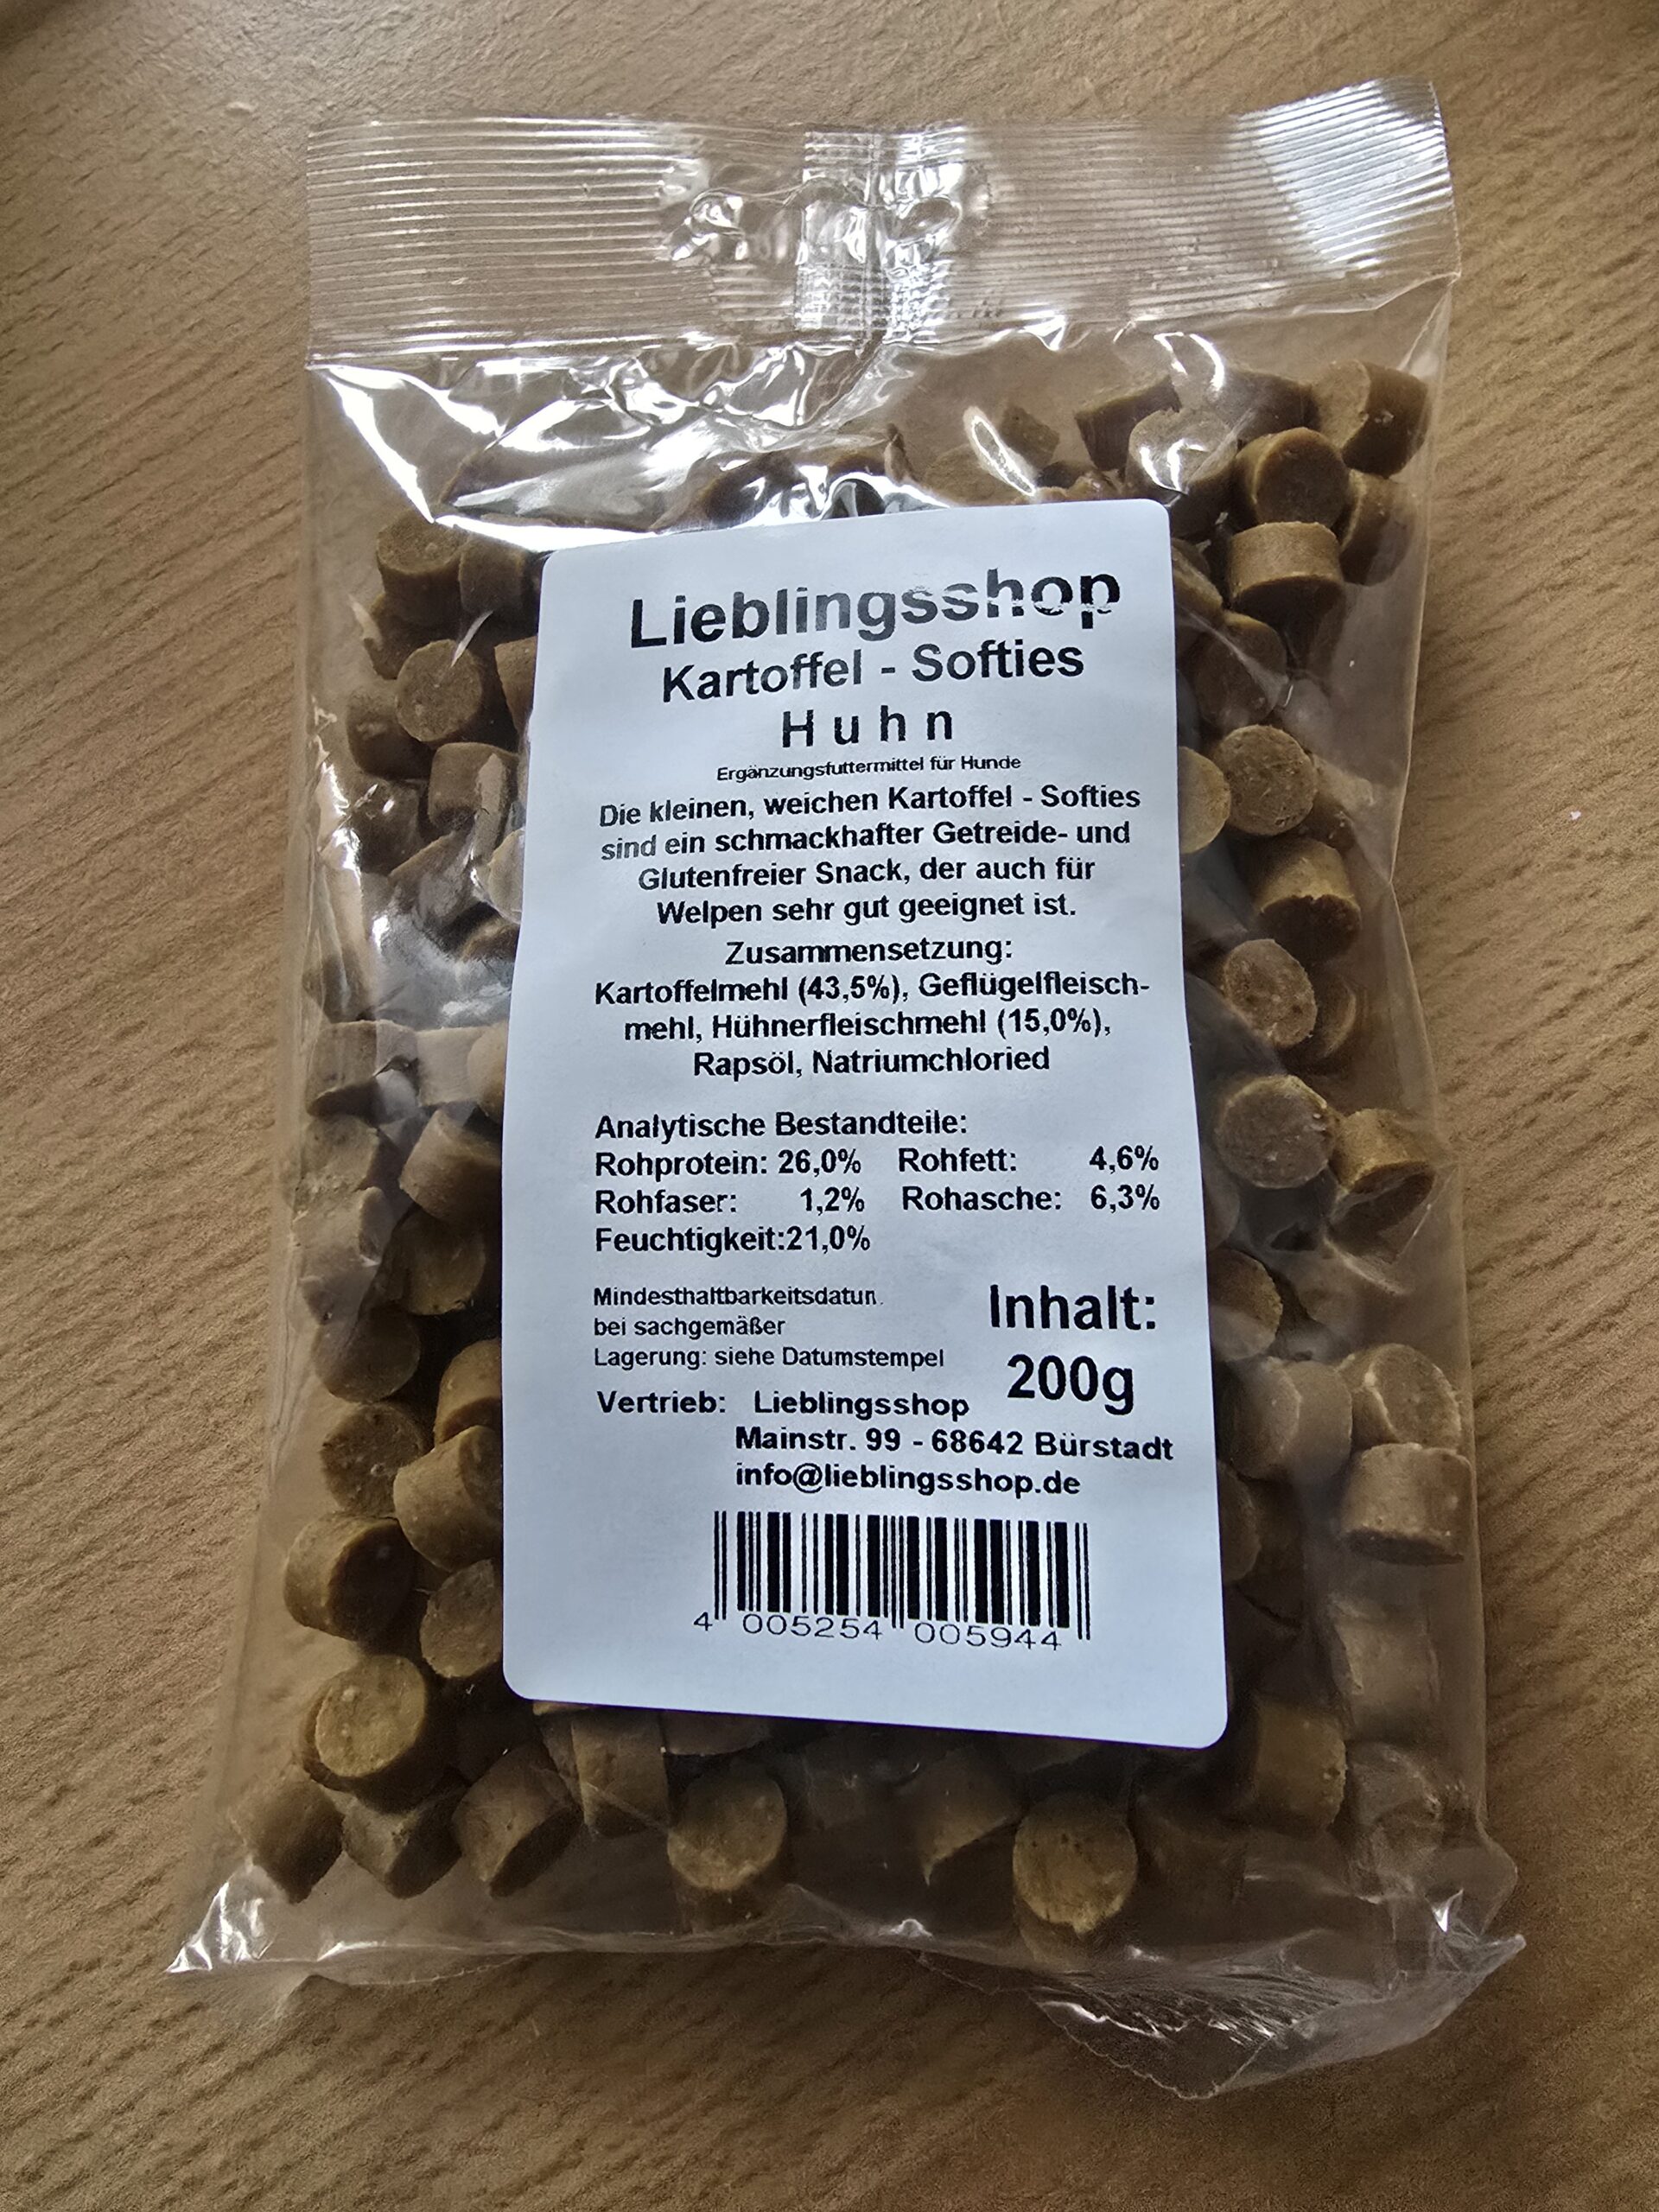 Lieblingsshop
Kartoffel - Softies
Huhn
Ergänzungsfuttermittel für Hunde
Die kleinen, weichen Kartoffel - Softies
sind ein schmackhafter Getreide- und
Glutenfreier Snack, der auch für
Welpen sehr gut geeignet ist.
Zusammensetzung:
Kartoffelmehl (43,5%), Geflügelfleisch-
mehl, Hühnerfleischmehl (15,0%),
Rapsöl, Natriumchloried
Analytische Bestandteile:
Rohprotein: 26,0% Rohfett: 4,6%
Rohfaser: 1,2% Rohasche: 6,3%
Feuchtigkeit:21,0%
Mindesthaltbarkeitsdatun.
bei sachgemäßer
Lagerung: siehe Datumstempel
Inhalt:
200g
Vertrieb: Lieblingsshop
Mainstr. 99 - 68642 Bürstadt
info@lieblingsshop.de
4 005254 005944